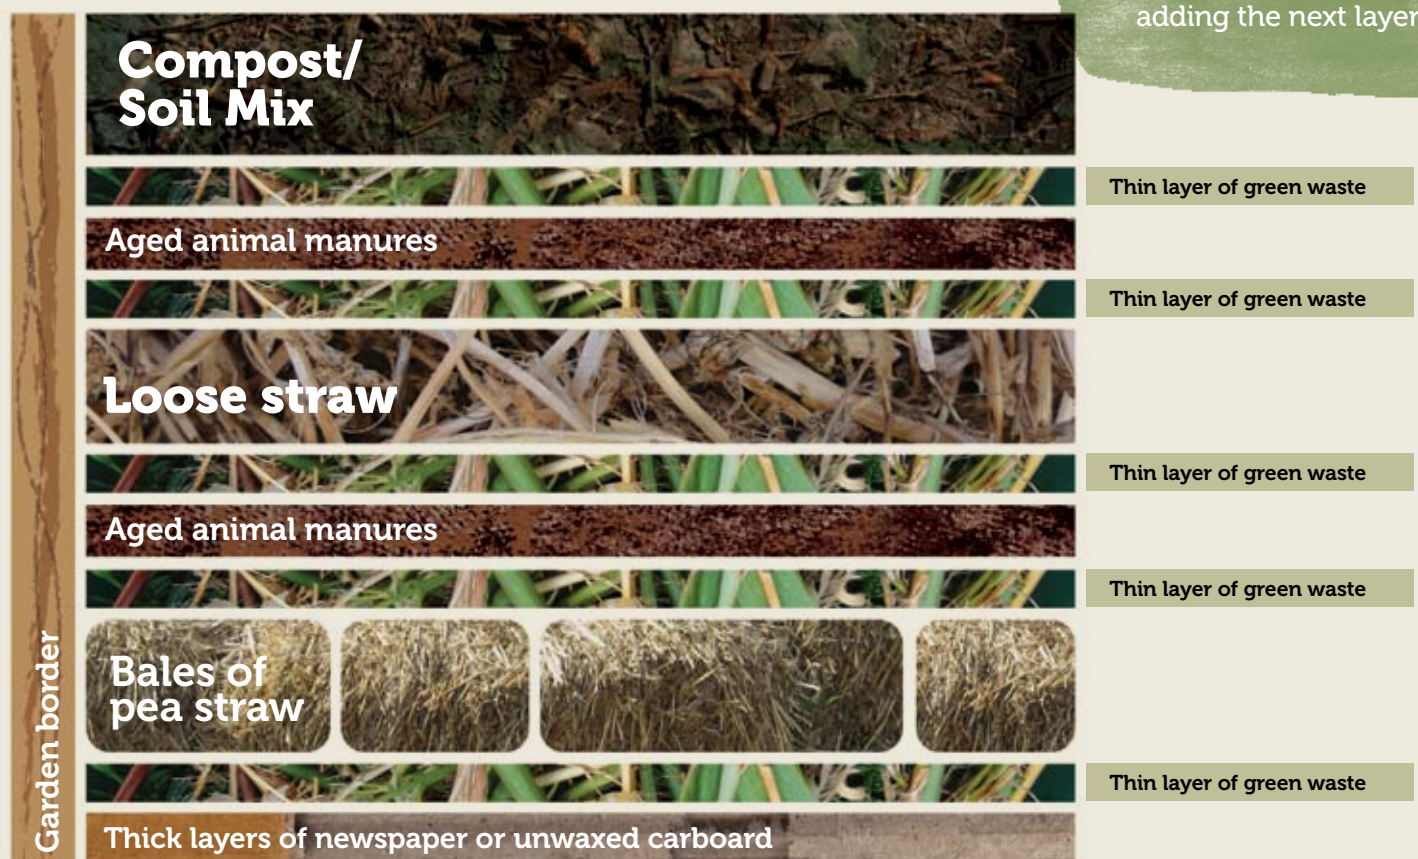 adding the next layer
Compost/
Soil Mix
Thin layer of green waste
Aged animal manures
Thin layer of green waste
Loose straw
Thin layer of green waste
Aged animal manures
Thin layer of green waste
Bales of
pea straw
Thin layer of green waste
Thick layers of newspaper or unwaxed carboard
Garden border